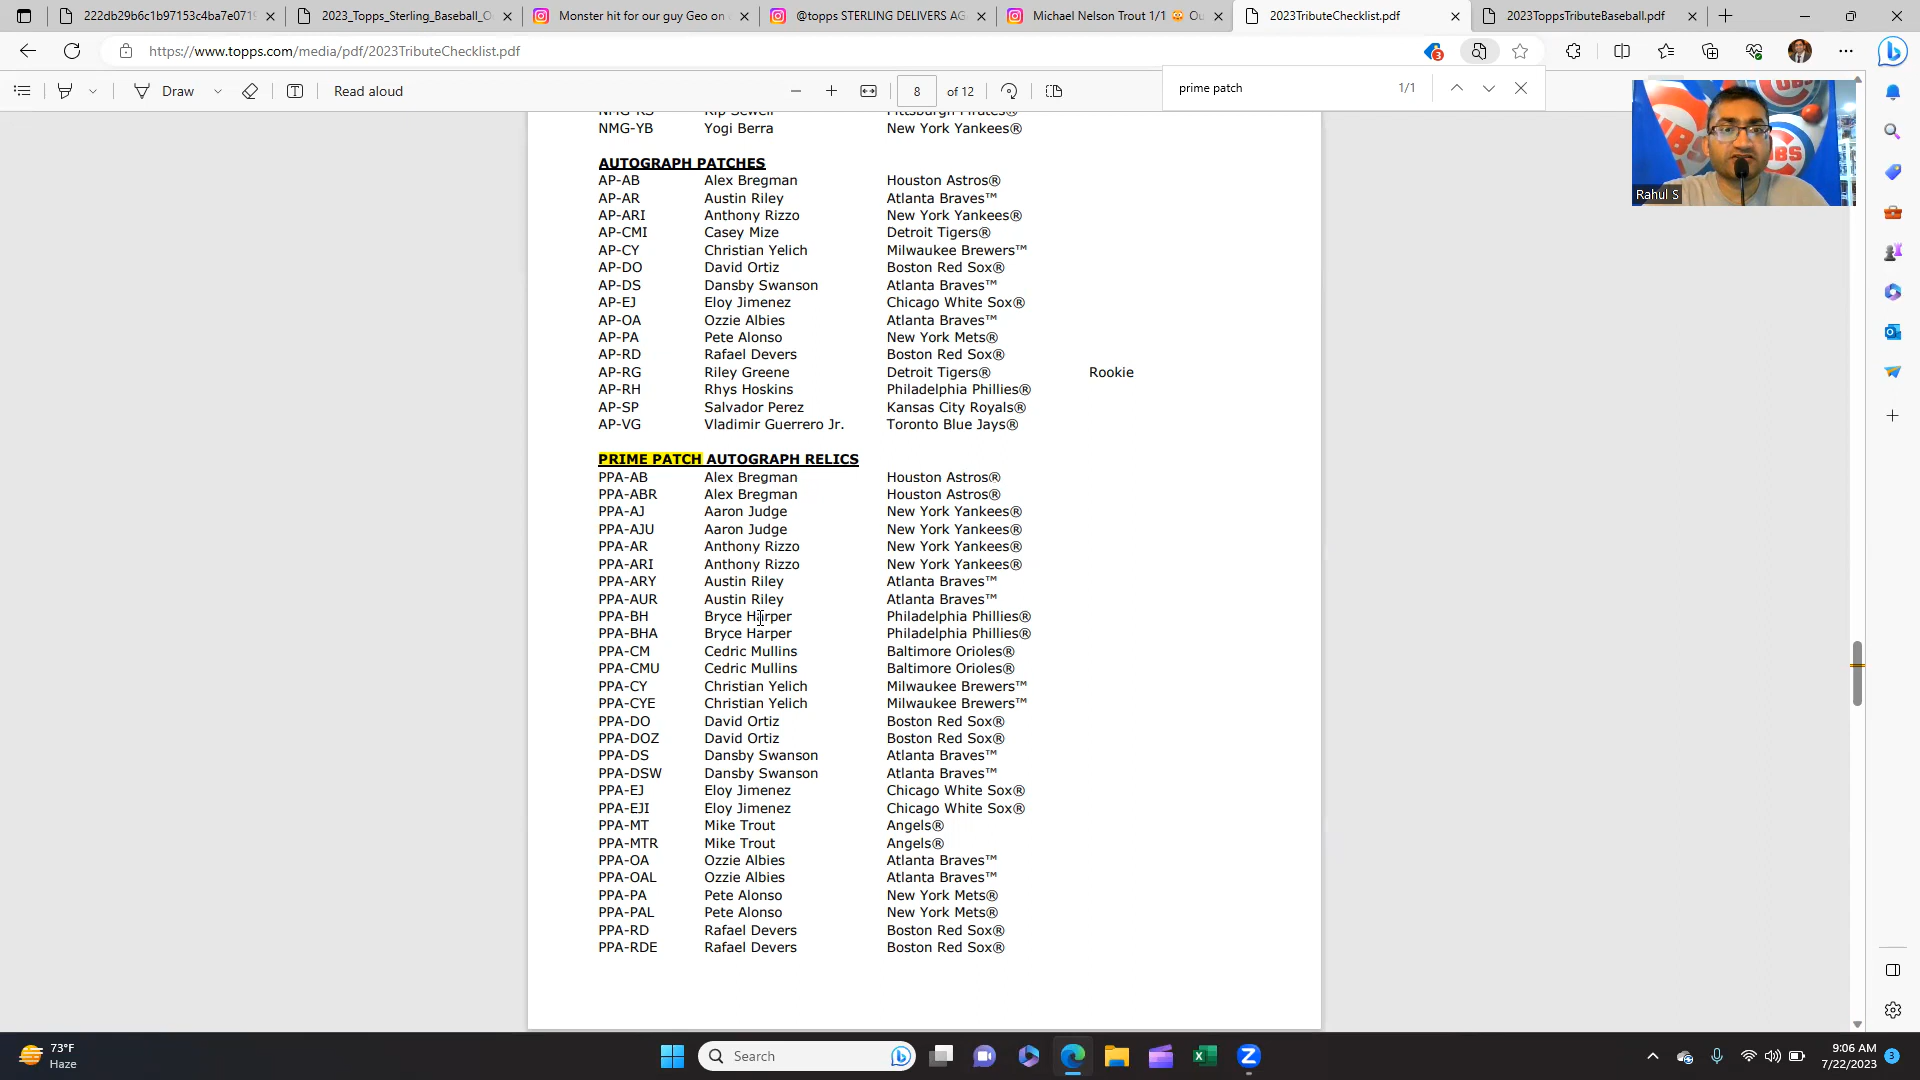 222db29b6c1b97153c4ba7e0719
2023_Topps_Sterling_Baseball_O
Monster hit for our guy Geo on
@topps STERLING DELIVERS AG
Michael Nelson Trout 1/1
2023TributeChecklist.pdf
2023ToppsTributeBaseball.pdf
https://www.topps.com/media/pdf/2023TributeChecklist.pdf
3
Draw
Read aloud
8 of 12
prime patch 1/1
Rahul S
CUBS
NMG-RS Rip Sewell Pittsburgh Pirates®
NMG-YB Yogi Berra New York Yankees®
AUTOGRAPH PATCHES
AP-AB Alex Bregman Houston Astros®
AP-AR Austin Riley Atlanta Braves™
AP-ARI Anthony Rizzo New York Yankees®
AP-CMI Casey Mize Detroit Tigers®
AP-CY Christian Yelich Milwaukee Brewers™
AP-DO David Ortiz Boston Red Sox®
AP-DS Dansby Swanson Atlanta Braves™
AP-EJ Eloy Jimenez Chicago White Sox®
AP-OA Ozzie Albies Atlanta Braves™
AP-PA Pete Alonso New York Mets®
AP-RD Rafael Devers Boston Red Sox®
AP-RG Riley Greene Detroit Tigers® Rookie
AP-RH Rhys Hoskins Philadelphia Phillies®
AP-SP Salvador Perez Kansas City Royals®
AP-VG Vladimir Guerrero Jr. Toronto Blue Jays®
PRIME PATCH AUTOGRAPH RELICS
PPA-AB Alex Bregman Houston Astros®
PPA-ABR Alex Bregman Houston Astros®
PPA-AJ Aaron Judge New York Yankees®
PPA-AJU Aaron Judge New York Yankees®
PPA-AR Anthony Rizzo New York Yankees®
PPA-ARI Anthony Rizzo New York Yankees®
PPA-ARY Austin Riley Atlanta Braves™
PPA-AUR Austin Riley Atlanta Braves™
PPA-BH Bryce Harper Philadelphia Phillies®
PPA-BHA Bryce Harper Philadelphia Phillies®
PPA-CM Cedric Mullins Baltimore Orioles®
PPA-CMU Cedric Mullins Baltimore Orioles®
PPA-CY Christian Yelich Milwaukee Brewers™
PPA-CYE Christian Yelich Milwaukee Brewers™
PPA-DO David Ortiz Boston Red Sox®
PPA-DOZ David Ortiz Boston Red Sox®
PPA-DS Dansby Swanson Atlanta Braves™
PPA-DSW Dansby Swanson Atlanta Braves™
PPA-EJ Eloy Jimenez Chicago White Sox®
PPA-EJI Eloy Jimenez Chicago White Sox®
PPA-MT Mike Trout Angels®
PPA-MTR Mike Trout Angels®
PPA-OA Ozzie Albies Atlanta Braves™
PPA-OAL Ozzie Albies Atlanta Braves™
PPA-PA Pete Alonso New York Mets®
PPA-PAL Pete Alonso New York Mets®
PPA-RD Rafael Devers Boston Red Sox®
PPA-RDE Rafael Devers Boston Red Sox®
73°F
Haze
Search
9:06 AM
7/22/2023
3